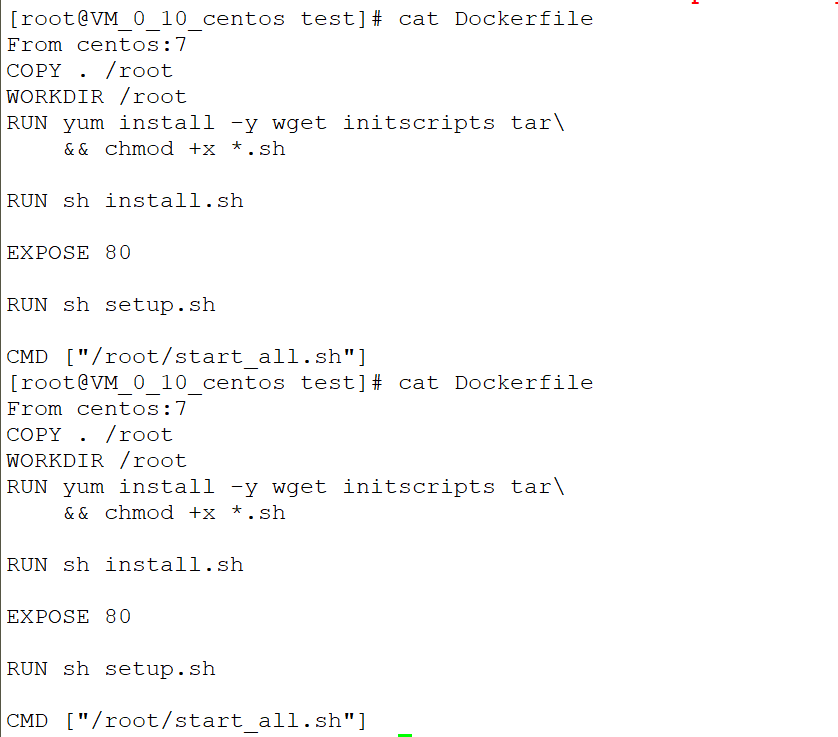 [root@VM_0_10_centos test]# cat Dockerfile
From centos:7
COPY . /root
WORKDIR /root
RUN yum install -y wget initscripts tar\
    && chmod +x *.sh

RUN sh install.sh

EXPOSE 80

RUN sh setup.sh

CMD ["/root/start_all.sh"]
[root@VM_0_10_centos test]# cat Dockerfile
From centos:7
COPY . /root
WORKDIR /root
RUN yum install -y wget initscripts tar\
    && chmod +x *.sh

RUN sh install.sh

EXPOSE 80

RUN sh setup.sh

CMD ["/root/start_all.sh"]